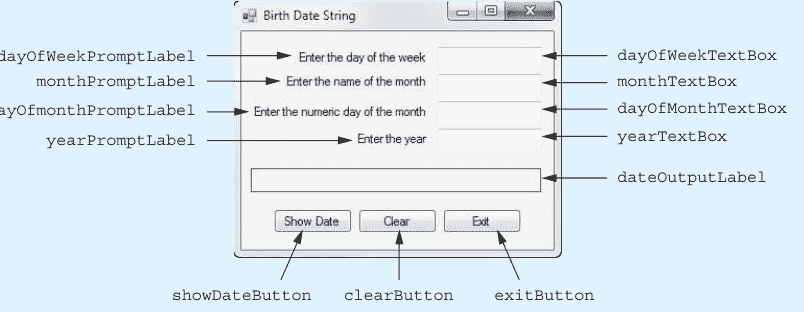 Birth Date String
dayOfWeekPromptLabel Enter the day of the week dayOfWeekTextBox
monthPromptLabel Enter the name of the month monthTextBox
ayOfmonthPromptLabel Enter the numeric day of the month dayOfMonthTextBox
yearPromptLabel Enter the year yearTextBox
dateOutputLabel
Show Date Clear Exit
showDateButton clearButton exitButton